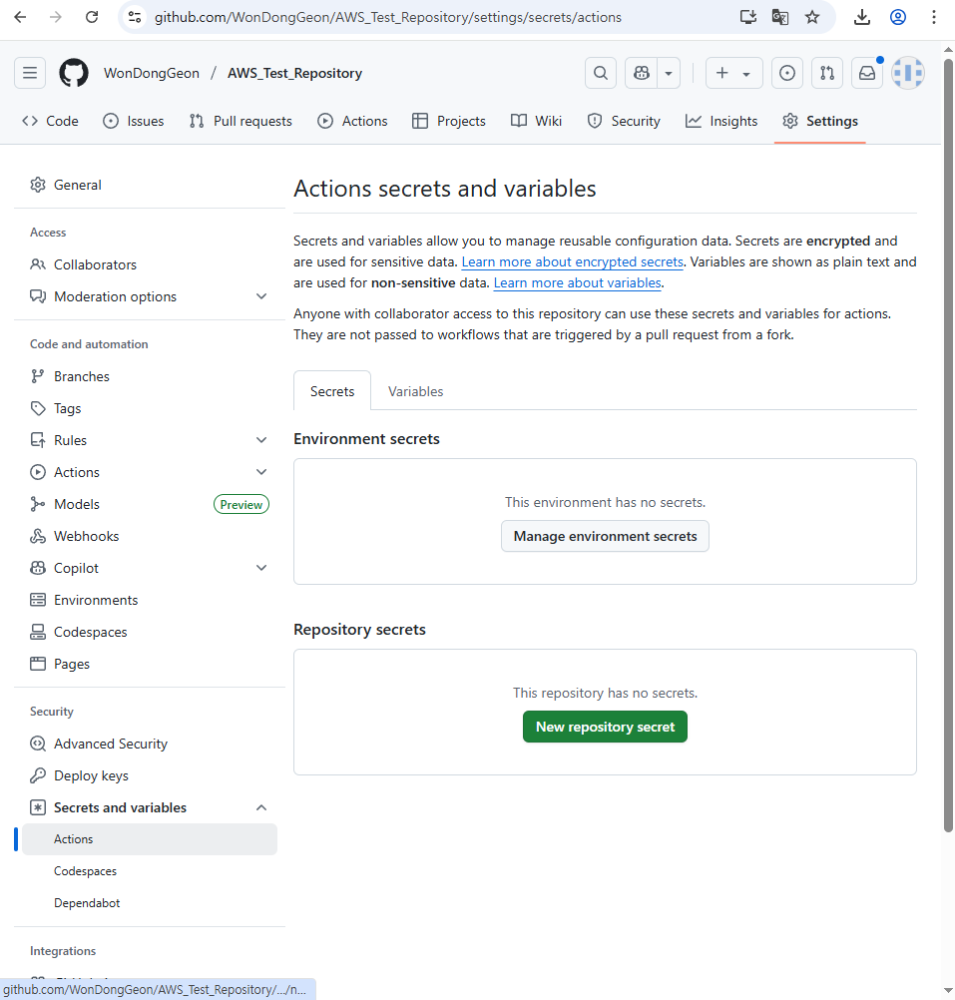 github.com/WonDongGeon/AWS_Test_Repository/settings/secrets/actions
WonDongGeon / AWS_Test_Repository
Code Issues Pull requests Actions Projects Wiki Security Insights Settings
General
Access
Collaborators
Moderation options
Code and automation
Branches
Tags
Rules
Actions
Models Preview
Webhooks
Copilot
Environments
Codespaces
Pages
Security
Advanced Security
Deploy keys
Secrets and variables
Actions
Codespaces
Dependabot
Integrations
Actions secrets and variables
Secrets and variables allow you to manage reusable configuration data. Secrets are encrypted and
are used for sensitive data. Learn more about encrypted secrets. Variables are shown as plain text and
are used for non-sensitive data. Learn more about variables.
Anyone with collaborator access to this repository can use these secrets and variables for actions.
They are not passed to workflows that are triggered by a pull request from a fork.
Secrets Variables
Environment secrets
This environment has no secrets.
Manage environment secrets
Repository secrets
This repository has no secrets.
New repository secret
github.com/WonDongGeon/AWS_Test_Repository/.../n...